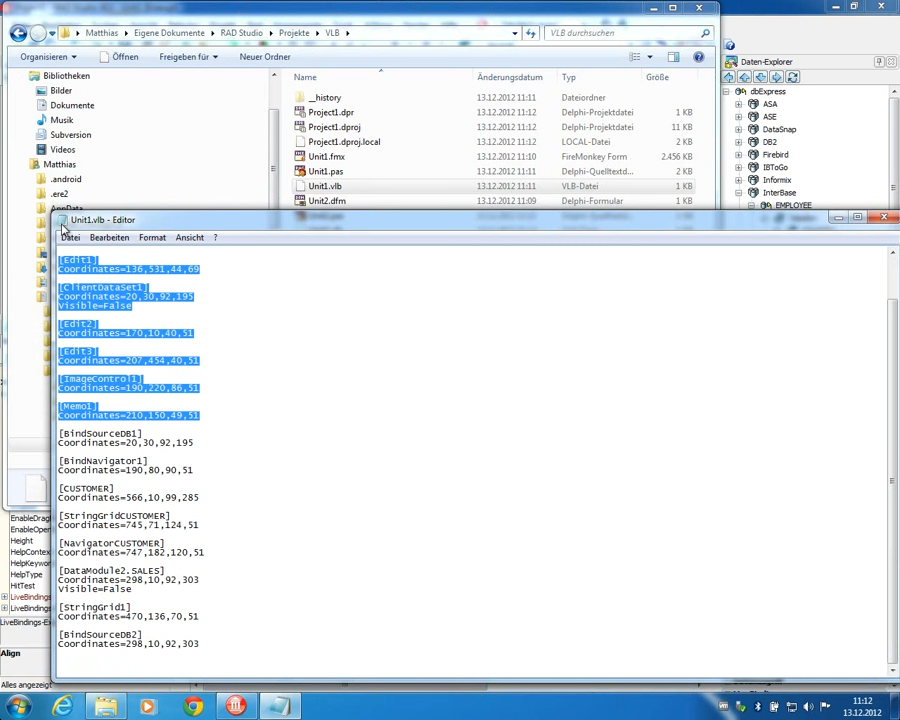 Matthias
Eigene Dokumente
RAD Studio
Projekte
VLB
VLB durchsuchen
Organisieren
Öffnen
Freigeben für
Neuer Ordner
Bibliotheken
Bilder
Dokumente
Musik
Subversion
Videos
Matthias
.android
.ere2
AppData
Name
Änderungsdatum
Typ
Größe
__history 13.12.2012 11:11 Dateiordner
Project1.dpr 13.12.2012 11:12 Delphi-Projektdatei 1 KB
Project1.dproj 13.12.2012 11:12 Delphi-Projektdatei 11 KB
Project1.dproj.local 13.12.2012 11:12 LOCAL-Datei 1 KB
Unit1.fmx 13.12.2012 11:10 FireMonkey Form 2.456 KB
Unit1.pas 13.12.2012 11:11 Delphi-Quelltextd... 2 KB
Unit1.vlb 13.12.2012 11:11 VLB-Datei 1 KB
Unit2.dfm 13.12.2012 11:11 Delphi-Formular 1 KB
Daten-Explorer
dbExpress
ASA
ASE
DataSnap
DB2
Firebird
IBToGo
Informix
InterBase
EMPLOYEE
Unit1.vlb - Editor
Datei Bearbeiten Format Ansicht ?
[Edit1]
Coordinates=136,531,44,69
[ClientDataSet1]
Coordinates=20,30,92,195
Visible=False
[Edit2]
Coordinates=170,10,40,51
[Edit3]
Coordinates=207,454,40,51
[ImageControl1]
Coordinates=190,220,86,51
[Memo1]
Coordinates=210,150,49,51
[BindSourceDB1]
Coordinates=20,30,92,195
[BindNavigator1]
Coordinates=190,80,90,51
[CUSTOMER]
Coordinates=566,10,99,285
[StringGridCUSTOMER]
Coordinates=745,71,124,51
[NavigatorCUSTOMER]
Coordinates=747,182,120,51
[DataModule2.SALES]
Coordinates=298,10,92,303
Visible=False
[StringGrid1]
Coordinates=470,136,70,51
[BindSourceDB2]
Coordinates=298,10,92,303
EnableDrag
EnableOpen
Height
HelpContex
HelpKeywor
HelpType
HitTest
LiveBindings
LiveBindings-E
Align
Alles angezeigt
11:12
13.12.2012